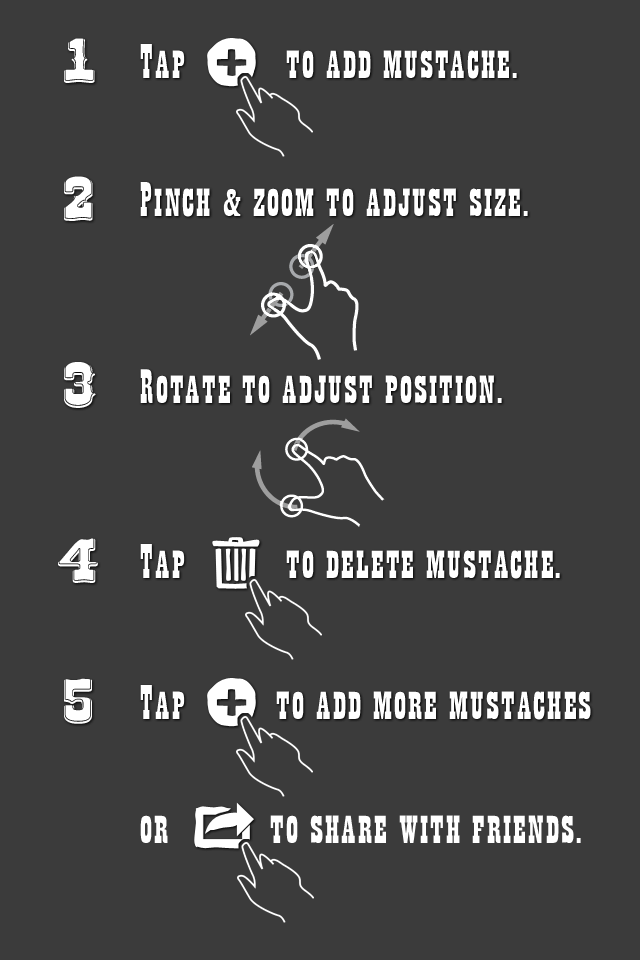 1 TAP TO ADD MUSTACHE.
2 PINCH & ZOOM TO ADJUST SIZE.
3 ROTATE TO ADJUST POSITION.
4 TAP TO DELETE MUSTACHE.
5 TAP TO ADD MORE MUSTACHES
OR TO SHARE WITH FRIENDS.